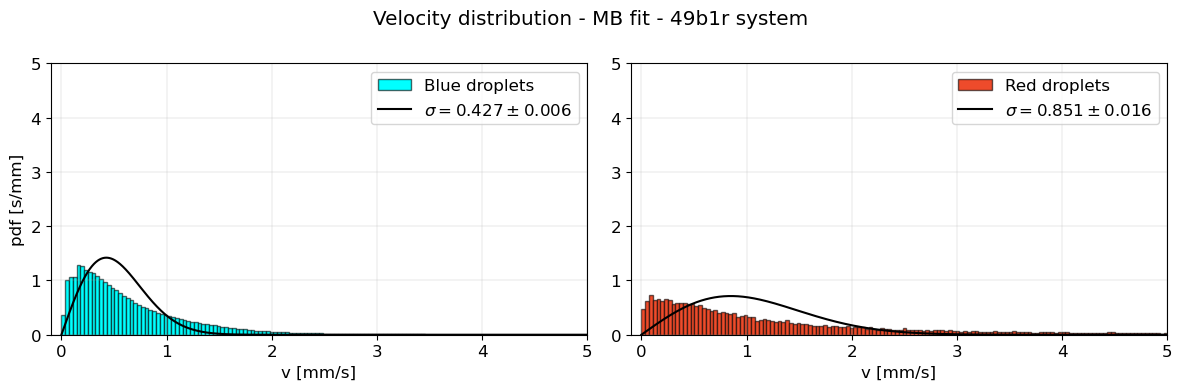 Velocity distribution - MB fit - 49b1r system
5
4
3
2
1
0
pdf [s/mm]
Blue droplets
σ = 0.427 ± 0.006
0 1 2 3 4 5
v [mm/s]
5
4
3
2
1
0
Red droplets
σ = 0.851 ± 0.016
0 1 2 3 4 5
v [mm/s]